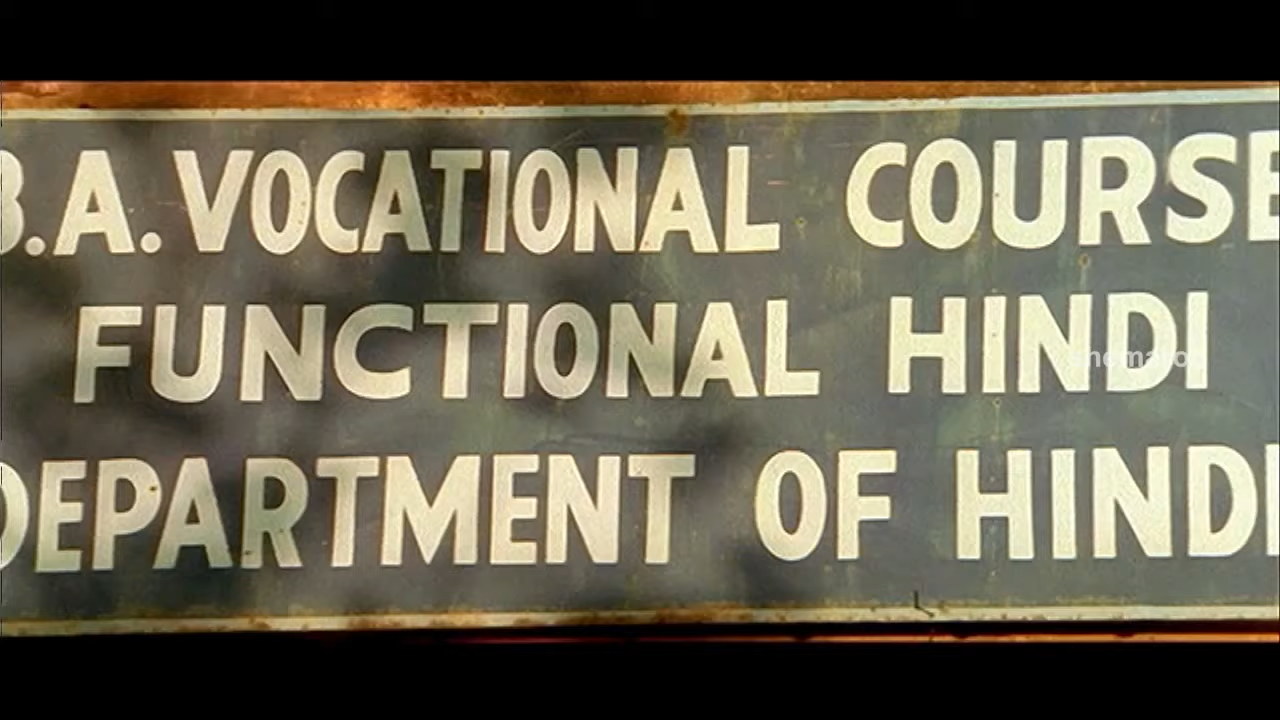 B.A. VOCATIONAL COURSE
FUNCTIONAL HINDI
DEPARTMENT OF HINDI